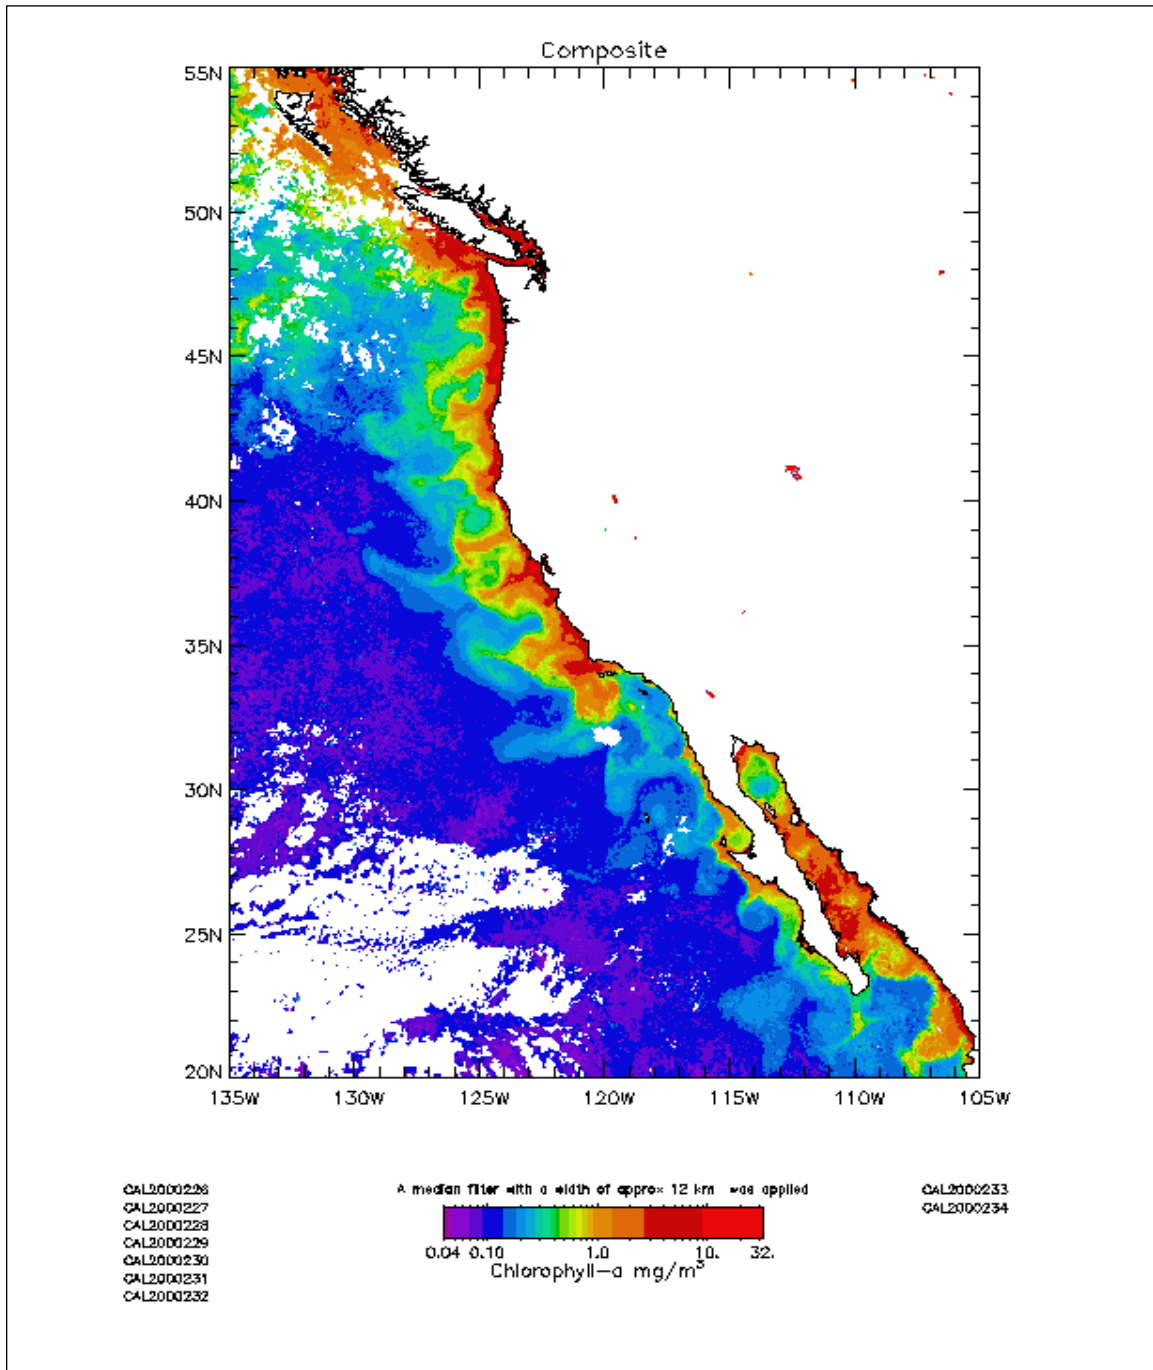 Composite
55N
50N
45N
40N
35N
30N
25N
20N
135W 130W 125W 120W 115W 110W 105W
CAL2000226
CAL2000227
CAL2000228
CAL2000229
CAL2000230
CAL2000231
CAL2000232
A median filter with a width of approx 12 km was applied
0.04 0.10 1.0 10. 32.
Chlorophyll-a mg/m³
CAL2000233
CAL2000234